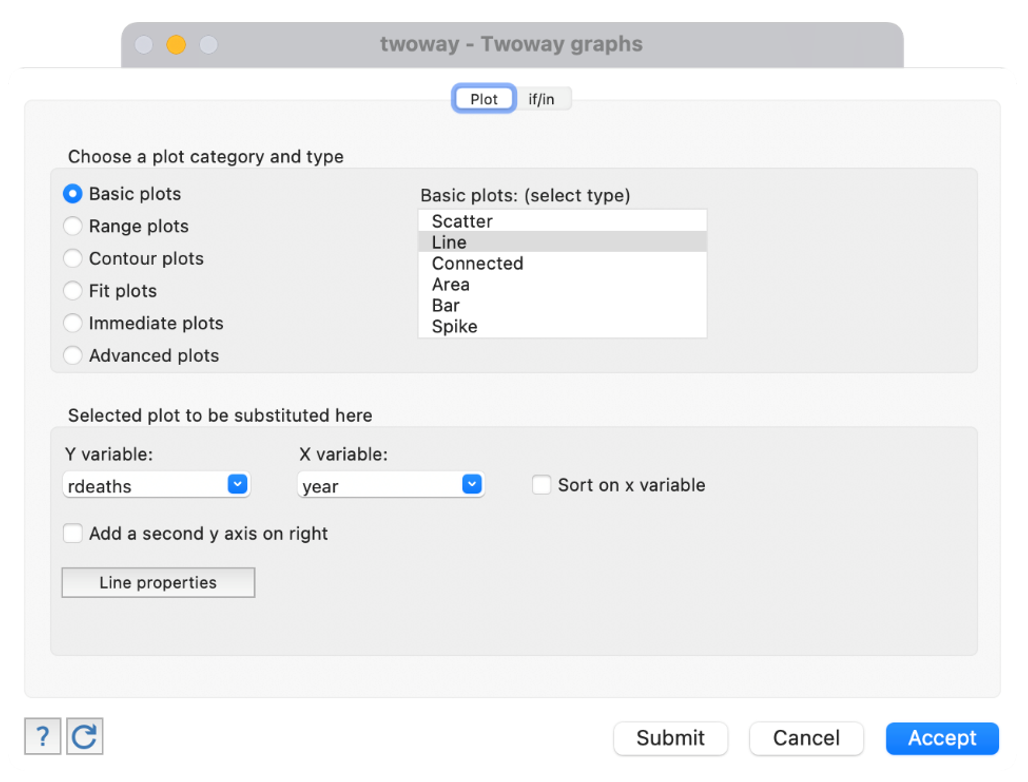 twoway - Twoway graphs
Plot if/in
Choose a plot category and type
Basic plots
Range plots
Contour plots
Fit plots
Immediate plots
Advanced plots
Basic plots: (select type)
Scatter
Line
Connected
Area
Bar
Spike
Selected plot to be substituted here
Y variable: X variable:
rdeaths year Sort on x variable
Add a second y axis on right
Line properties
? Submit Cancel Accept